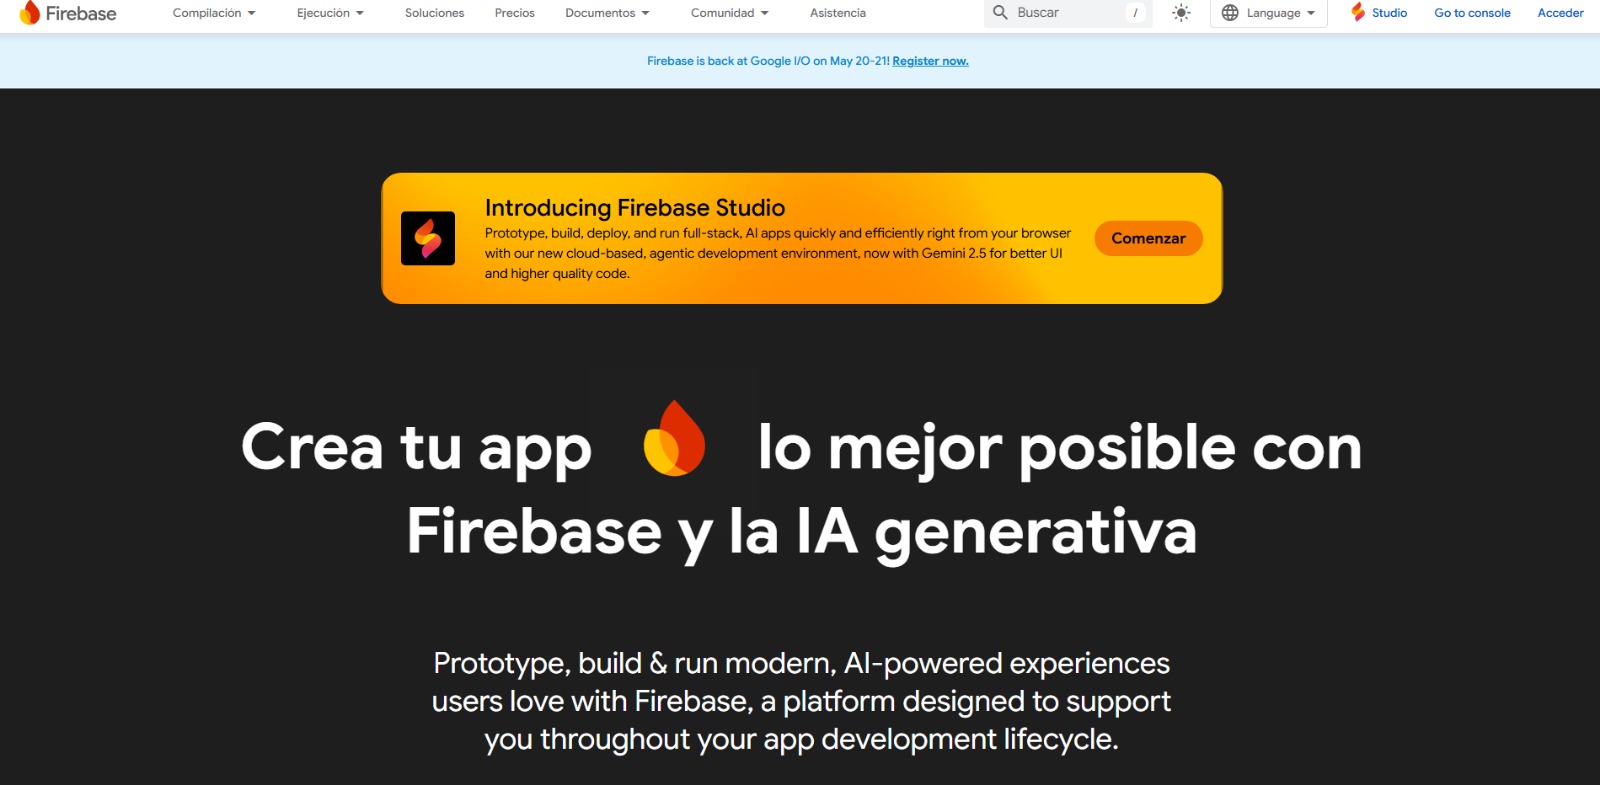 Firebase Compilación Ejecución Soluciones Precios Documentos Comunidad Asistencia Buscar / Language Studio Go to console Acceder
Firebase is back at Google I/O on May 20-21! Register now.
Introducing Firebase Studio
Prototype, build, deploy, and run full-stack, AI apps quickly and efficiently right from your browser
with our new cloud-based, agentic development environment, now with Gemini 2.5 for better UI
and higher quality code.
Comenzar
Crea tu app lo mejor posible con
Firebase y la IA generativa
Prototype, build & run modern, AI-powered experiences
users love with Firebase, a platform designed to support
you throughout your app development lifecycle.